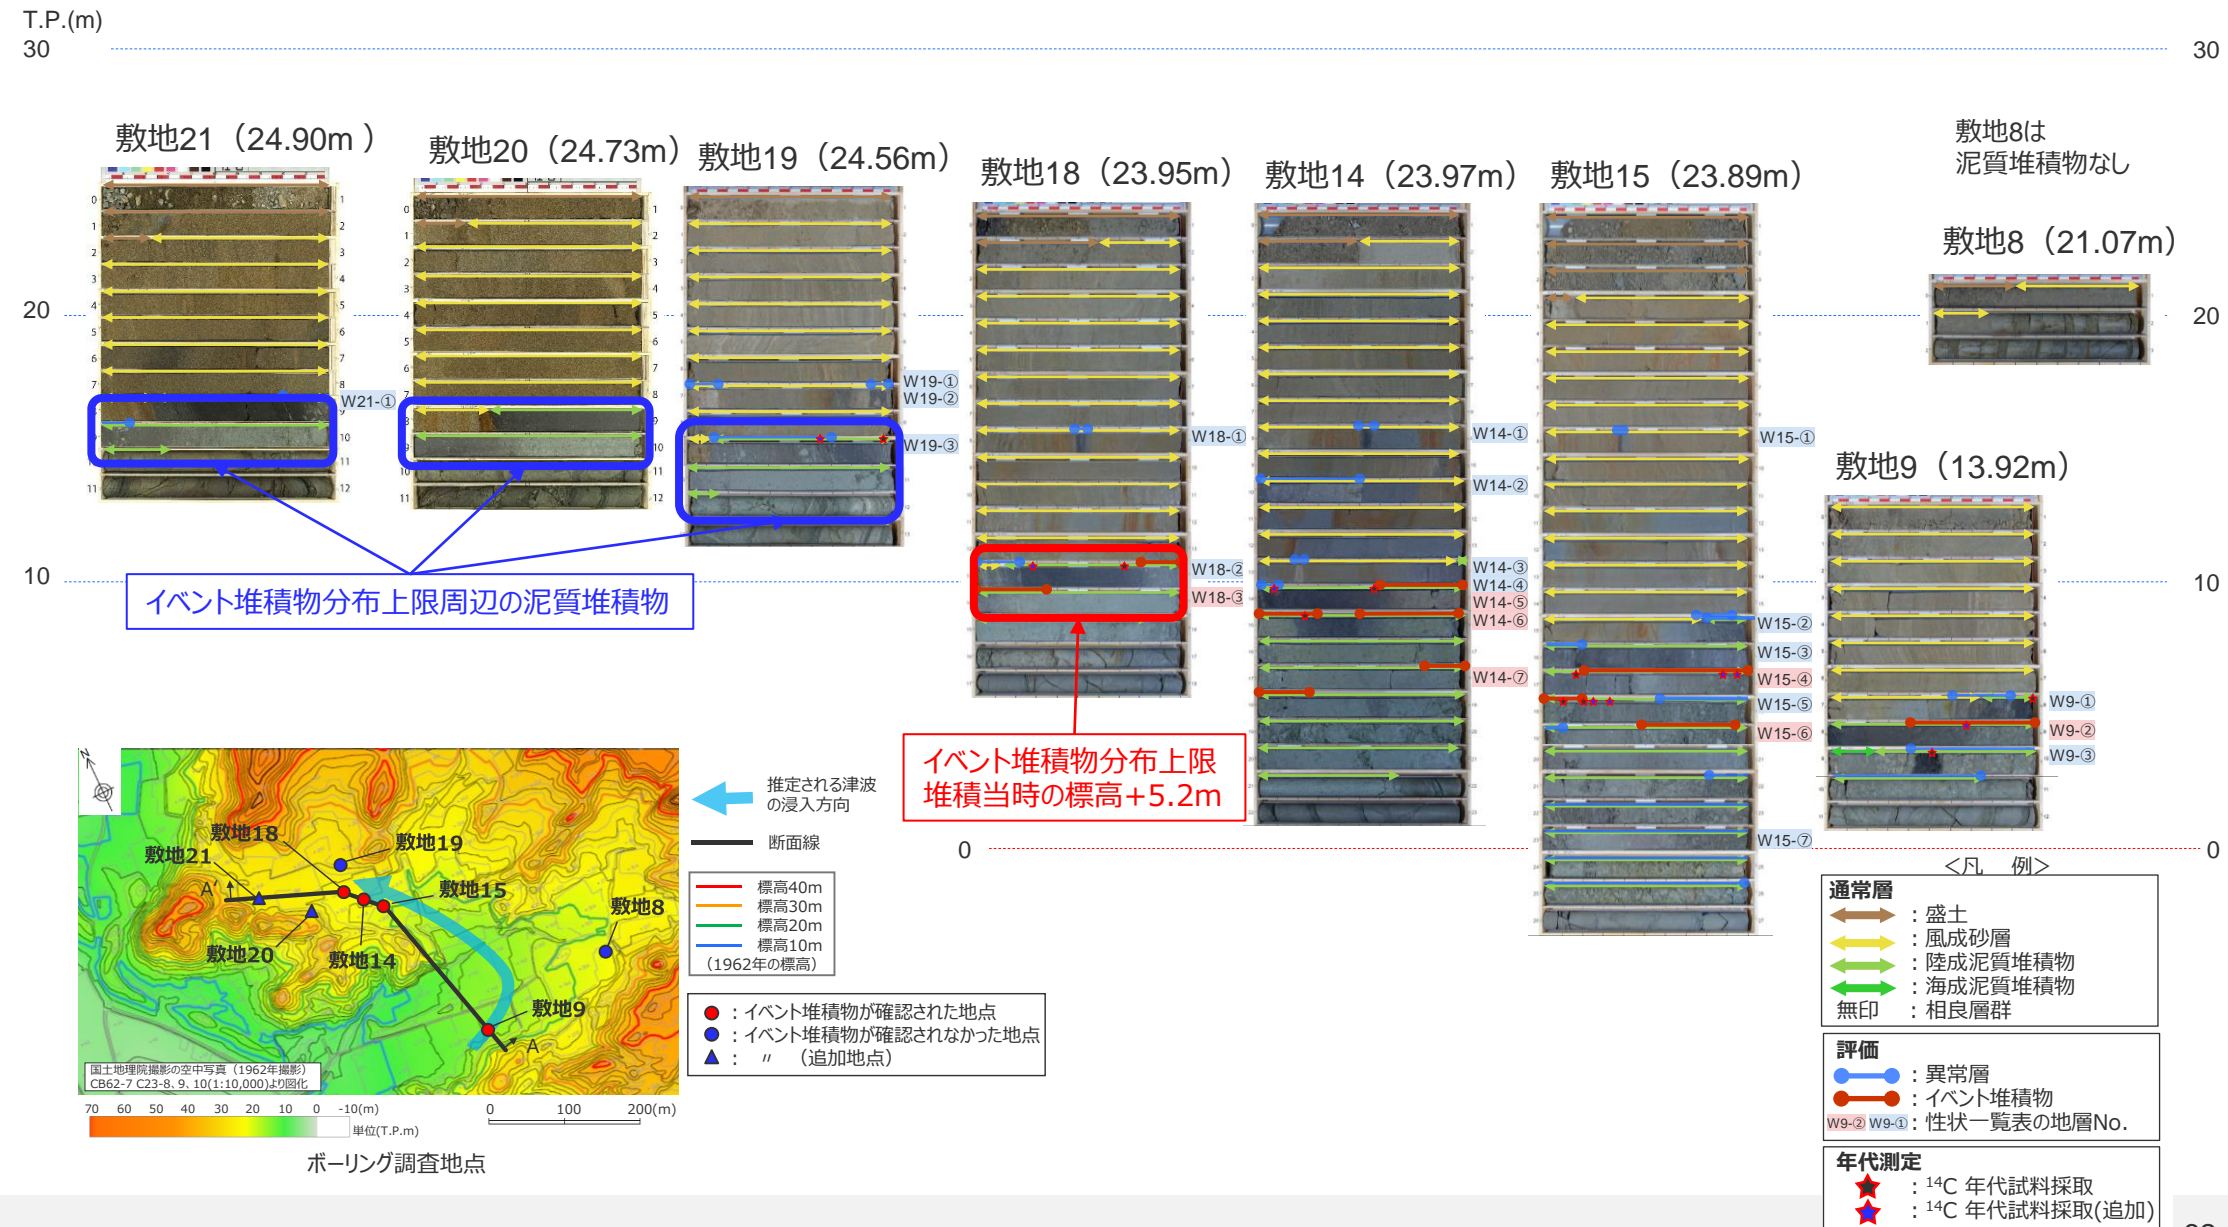 T.P.(m)
30
30
敷地21（24.90m ）
敷地20（24.73m）
敷地19（24.56m）
敷地18（23.95m）
敷地14（23.97m）
敷地15（23.89m）
敷地8は
泥質堆積物なし
敷地8（21.07m）
敷地9（13.92m）
20
20
10
10
0
0
W21-①
W19-①
W19-②
W19-③
W18-①
W18-②
W18-③
W14-①
W14-②
W14-③
W14-④
W14-⑤
W14-⑥
W14-⑦
W15-①
W15-②
W15-③
W15-④
W15-⑤
W15-⑥
W15-⑦
W9-①
W9-②
W9-③
イベント堆積物分布上限周辺の泥質堆積物
イベント堆積物分布上限
堆積当時の標高+5.2m
N
敷地18
敷地19
敷地21
A'
敷地15
敷地8
敷地20
敷地14
敷地9
A
国土地理院撮影の空中写真（1962年撮影）
CB62-7 C23-8、9、10(1:10,000)より図化
70 60 50 40 30 20 10 0 -10(m)
単位(T.P.m)
0 100 200(m)
ボーリング調査地点
推定される津波
の浸入方向
断面線
標高40m
標高30m
標高20m
標高10m
（1962年の標高）
：イベント堆積物が確認された地点
：イベント堆積物が確認されなかった地点
： 〃 （追加地点）
＜凡 例＞
通常層
：盛土
：風成砂層
：陸成泥質堆積物
：海成泥質堆積物
無印 ：相良層群
評価
：異常層
：イベント堆積物
W9-② W9-①：性状一覧表の地層No.
年代測定
：14C 年代試料採取
：14C 年代試料採取(追加)